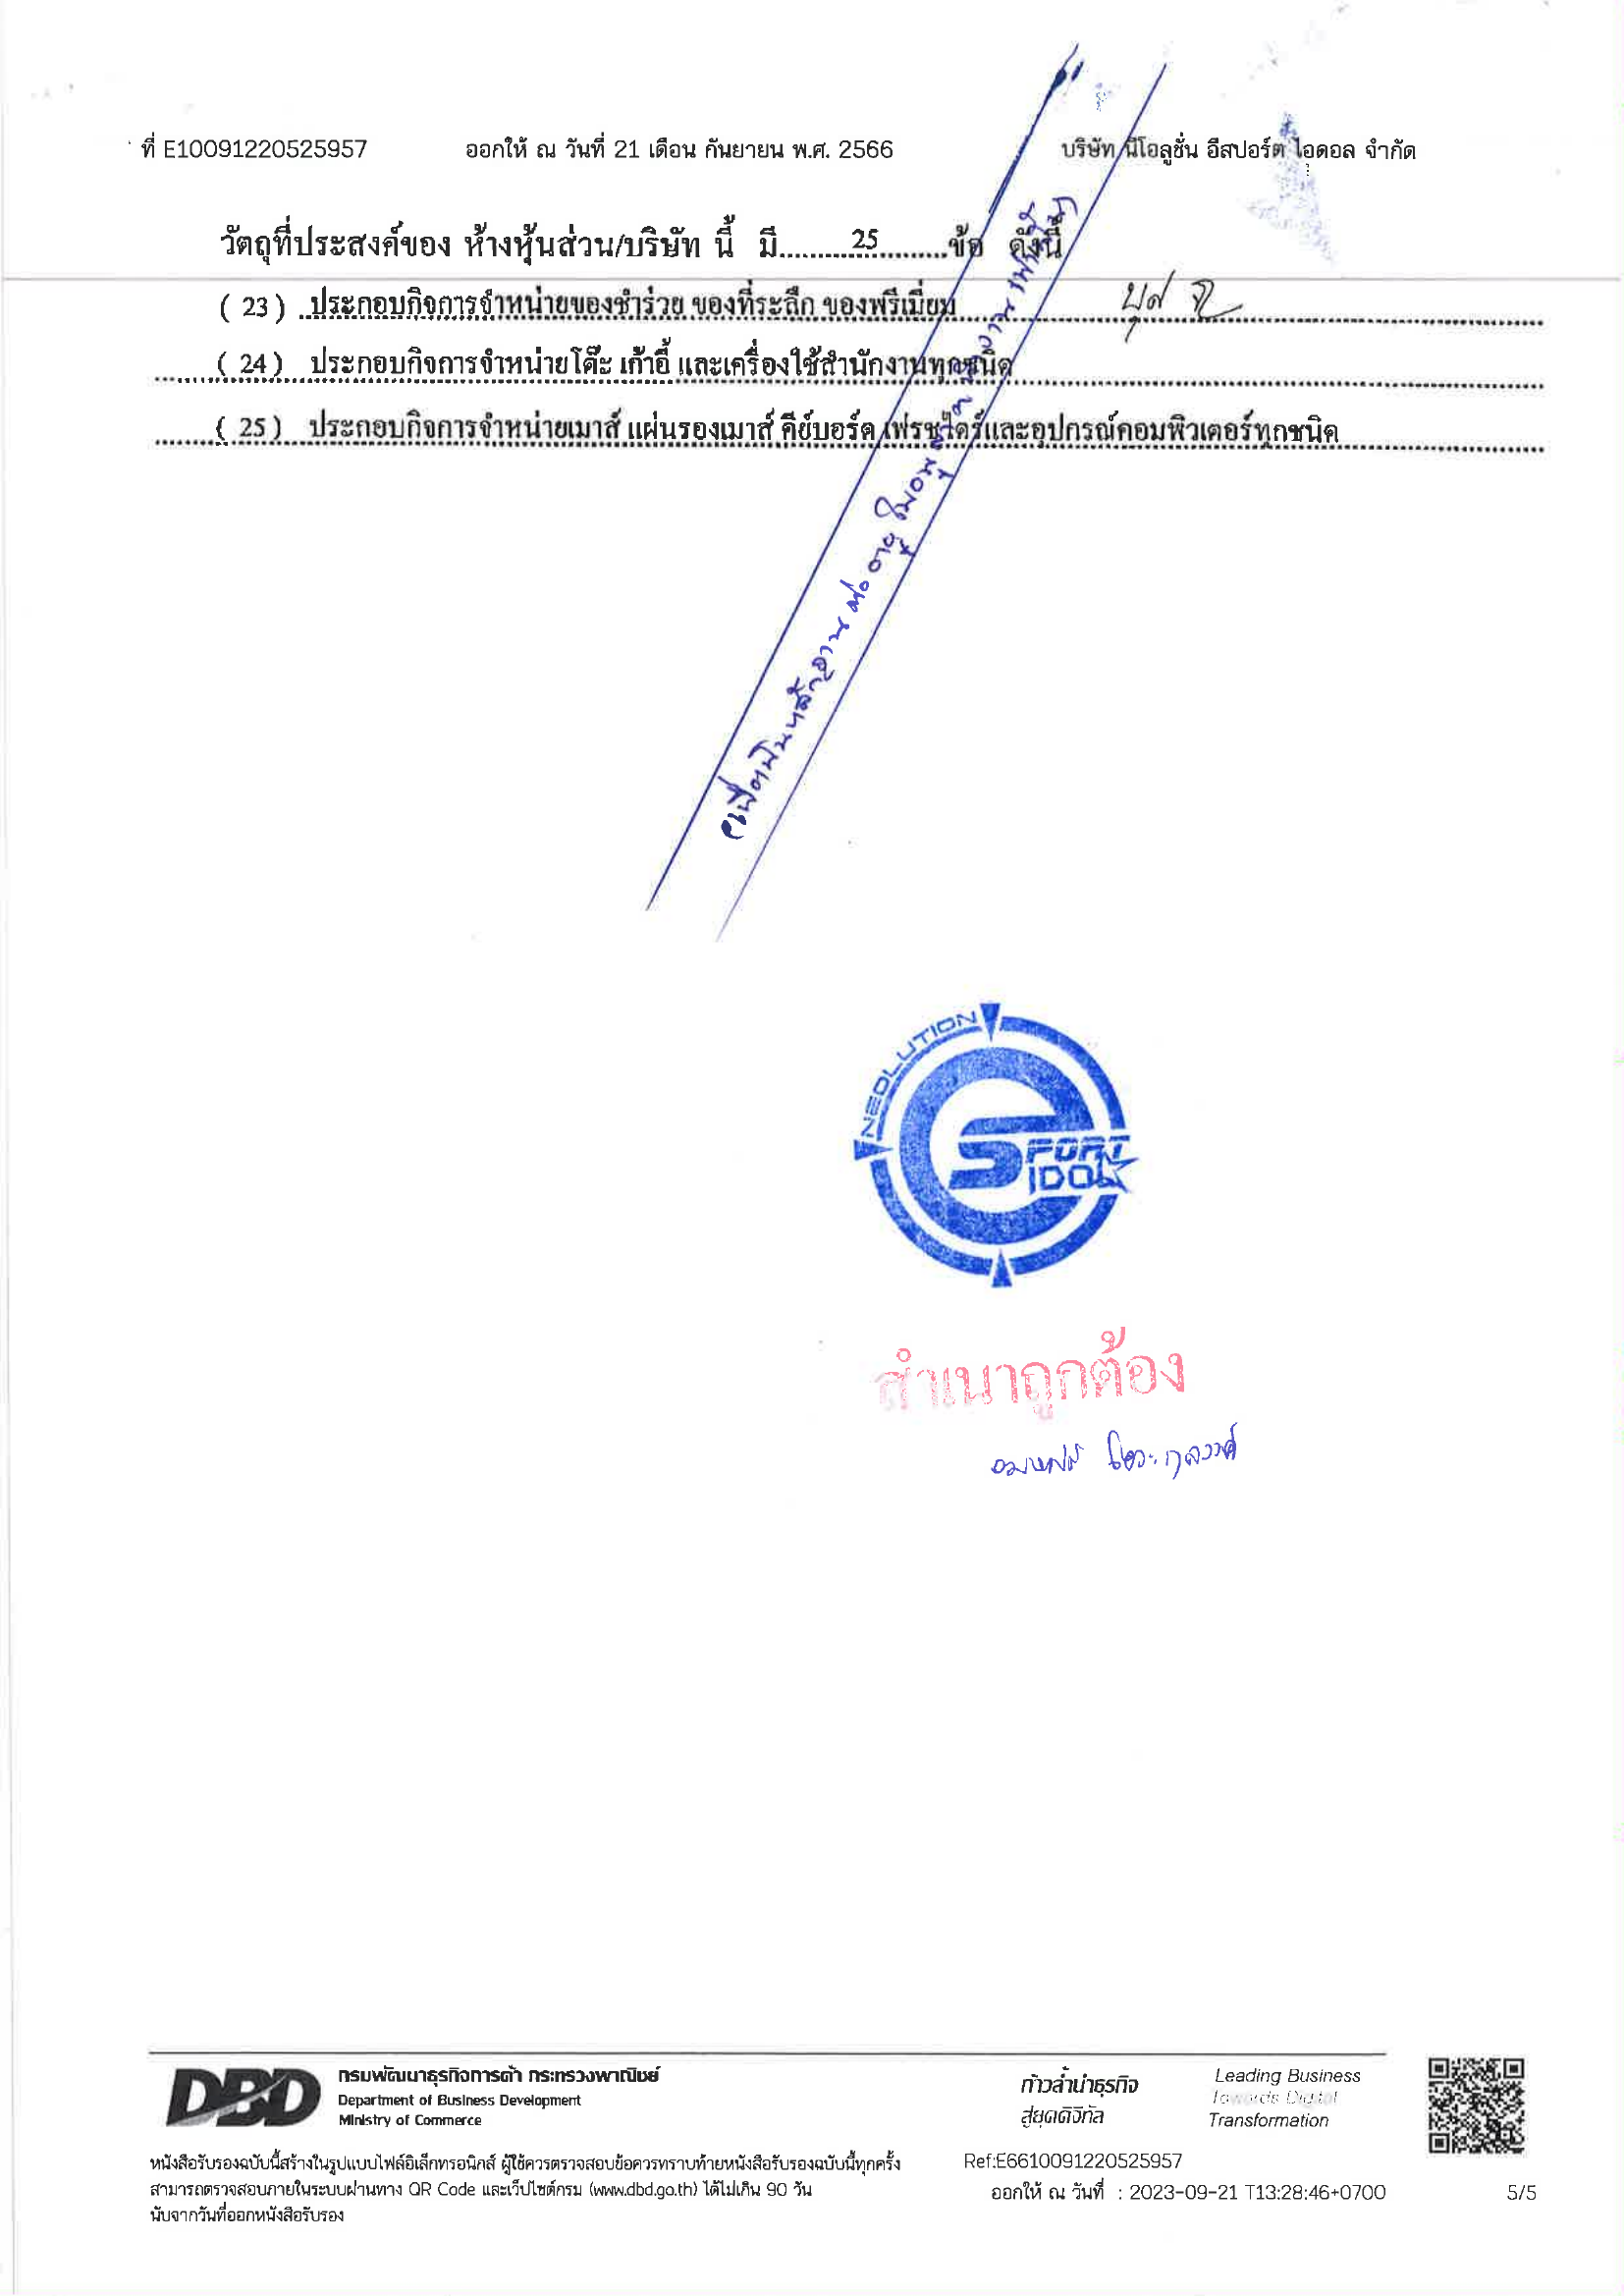 ที่ E10091220525957 ออกให้ ณ วันที่ 21 เดือน กันยายน พ.ศ. 2566 บริษัท นีโอลูชั่น อีสปอร์ต ไอดอล จำกัด
วัตถุที่ประสงค์ของ ห้างหุ้นส่วน/บริษัท นี้ มี..........25..........ข้อ ดังนี้
( 23 ) ประกอบกิจการจำหน่ายของชำร่วย ของที่ระลึก ของพรีเมี่ยม
( 24 ) ประกอบกิจการจำหน่ายโต๊ะ เก้าอี้ และเครื่องใช้สำนักงานทุกชนิด
( 25 ) ประกอบกิจการจำหน่ายเมาส์ แผ่นรองเมาส์ คีย์บอร์ด แฟรชไดร์และอุปกรณ์คอมพิวเตอร์ทุกชนิด
เพื่อเป็นหลักฐาน ต่ออายุ
NEOLUTION
SPORT
IDOL
สำเนาถูกต้อง
DBD
กรมพัฒนาธุรกิจการค้า กระทรวงพาณิชย์
Department of Business Development
Ministry of Commerce
ก้าวล้ำนำธุรกิจ
สู่ยุคดิจิทัล
Leading Business
Towards Digital
Transformation
หนังสือรับรองฉบับนี้สร้างในรูปแบบไฟล์อิเล็กทรอนิกส์ ผู้ใช้ควรตรวจสอบข้อควรทราบท้ายหนังสือรับรองฉบับนี้ทุกครั้ง
สามารถตรวจสอบภายในระบบผ่านทาง QR Code และเว็ปไซต์กรม (www.dbd.go.th) ได้ไม่เกิน 90 วัน
นับจากวันที่ออกหนังสือรับรอง
Ref:E6610091220525957
ออกให้ ณ วันที่ : 2023-09-21 T13:28:46+0700
5/5